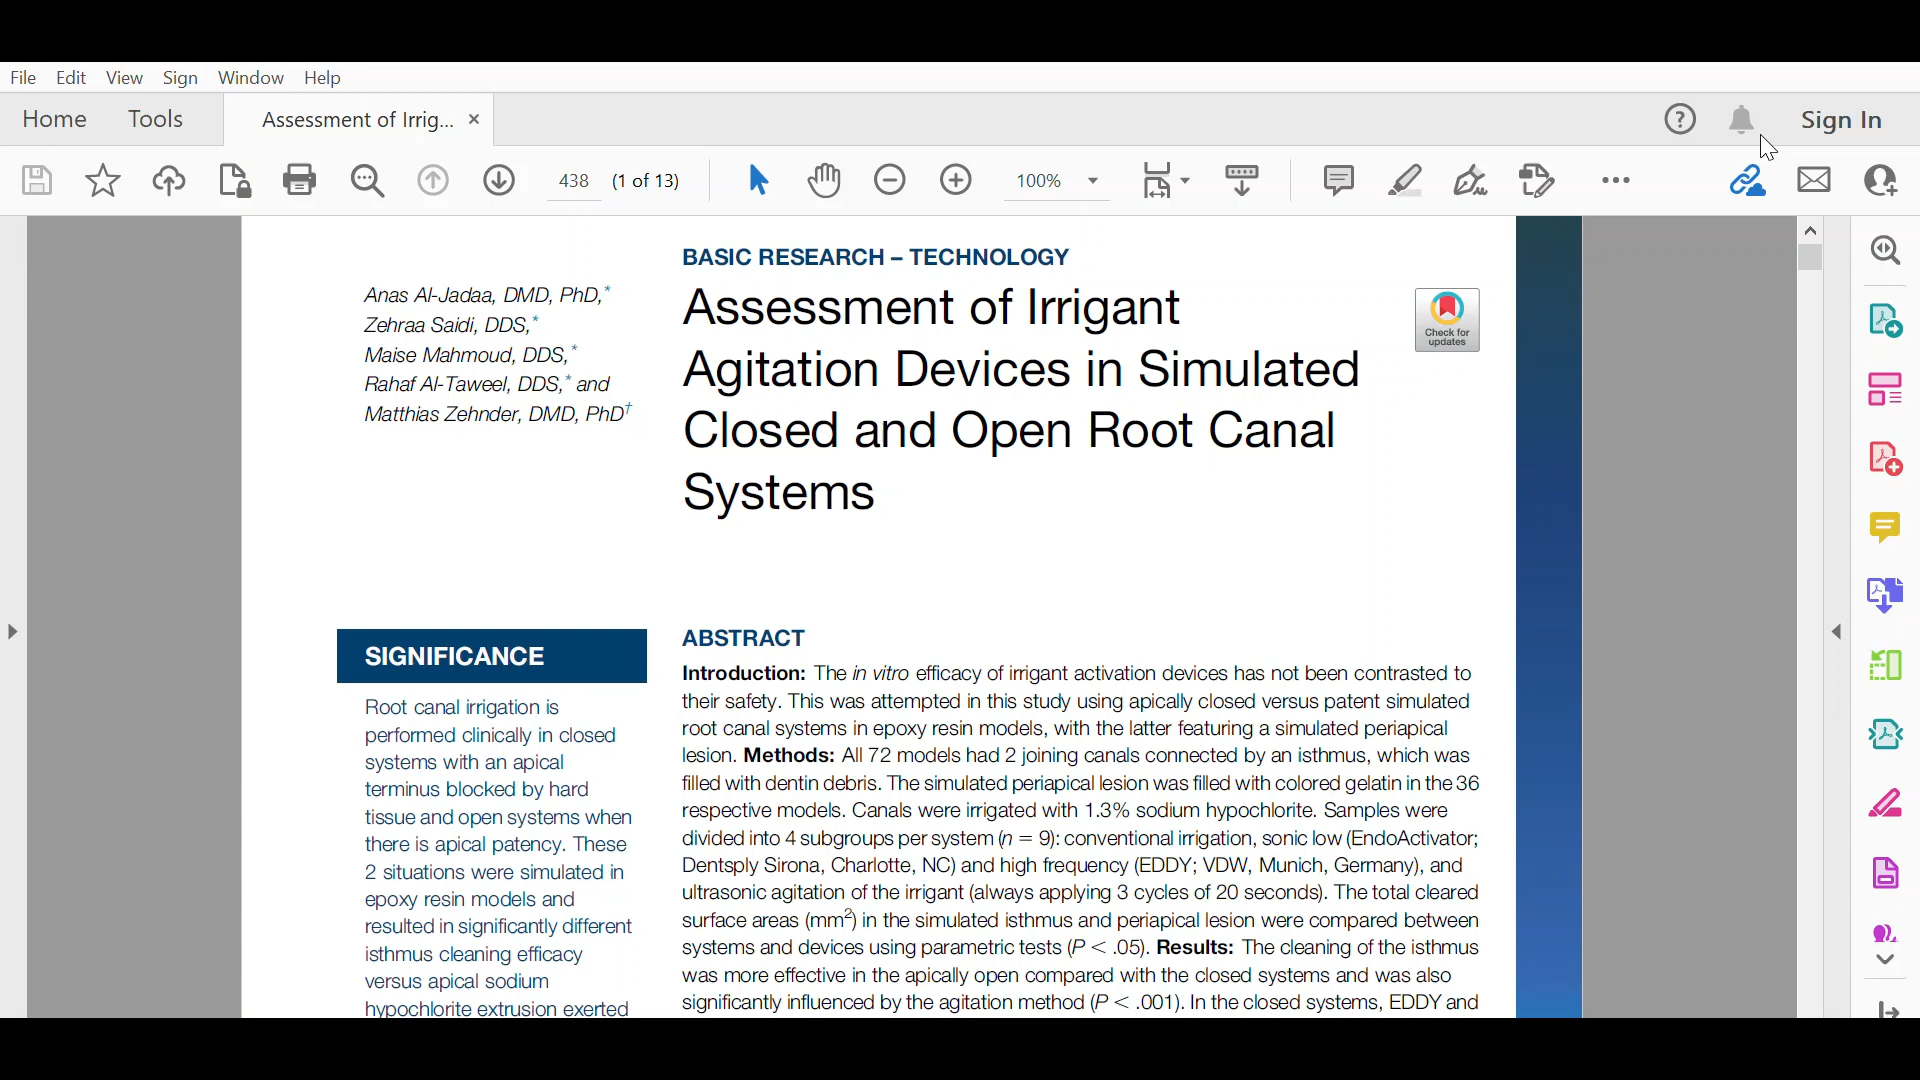 File Edit View Sign Window Help
Home Tools Assessment of Irrig... × Sign In
438 (1 of 13) 100%
BASIC RESEARCH – TECHNOLOGY
Anas Al-Jadaa, DMD, PhD,*
Zehraa Saidi, DDS,*
Maise Mahmoud, DDS,*
Rahaf Al-Taweel, DDS,* and
Matthias Zehnder, DMD, PhD†
Assessment of Irrigant
Agitation Devices in Simulated
Closed and Open Root Canal
Systems
Check for
updates
SIGNIFICANCE
Root canal irrigation is
performed clinically in closed
systems with an apical
terminus blocked by hard
tissue and open systems when
there is apical patency. These
2 situations were simulated in
epoxy resin models and
resulted in significantly different
isthmus cleaning efficacy
versus apical sodium
hypochlorite extrusion exerted
ABSTRACT
Introduction: The in vitro efficacy of irrigant activation devices has not been contrasted to
their safety. This was attempted in this study using apically closed versus patent simulated
root canal systems in epoxy resin models, with the latter featuring a simulated periapical
lesion. Methods: All 72 models had 2 joining canals connected by an isthmus, which was
filled with dentin debris. The simulated periapical lesion was filled with colored gelatin in the 36
respective models. Canals were irrigated with 1.3% sodium hypochlorite. Samples were
divided into 4 subgroups per system (n = 9): conventional irrigation, sonic low (EndoActivator;
Dentsply Sirona, Charlotte, NC) and high frequency (EDDY; VDW, Munich, Germany), and
ultrasonic agitation of the irrigant (always applying 3 cycles of 20 seconds). The total cleared
surface areas (mm²) in the simulated isthmus and periapical lesion were compared between
systems and devices using parametric tests (P < .05). Results: The cleaning of the isthmus
was more effective in the apically open compared with the closed systems and was also
significantly influenced by the agitation method (P < .001). In the closed systems, EDDY and